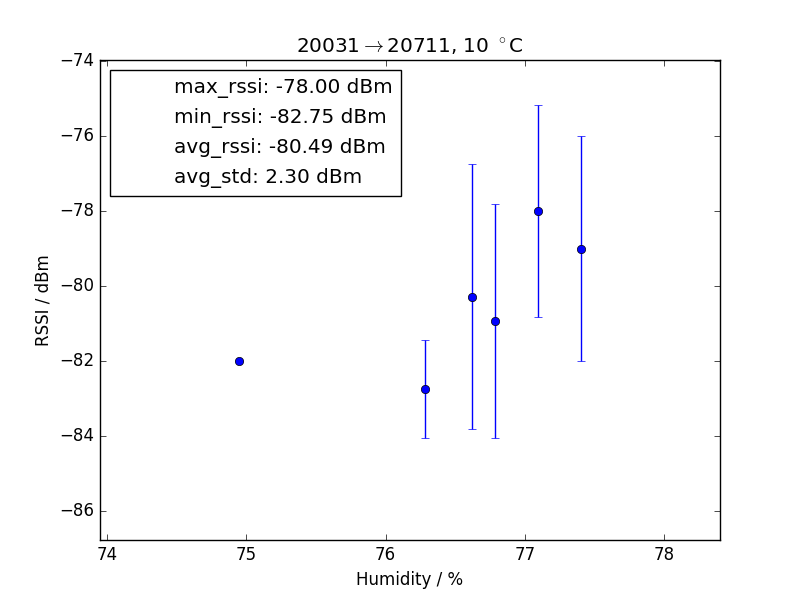 20031→20711, 10 °C
max_rssi: -78.00 dBm
min_rssi: -82.75 dBm
avg_rssi: -80.49 dBm
avg_std: 2.30 dBm
RSSI / dBm
−74
−76
−78
−80
−82
−84
−86
74 75 76 77 78
Humidity / %